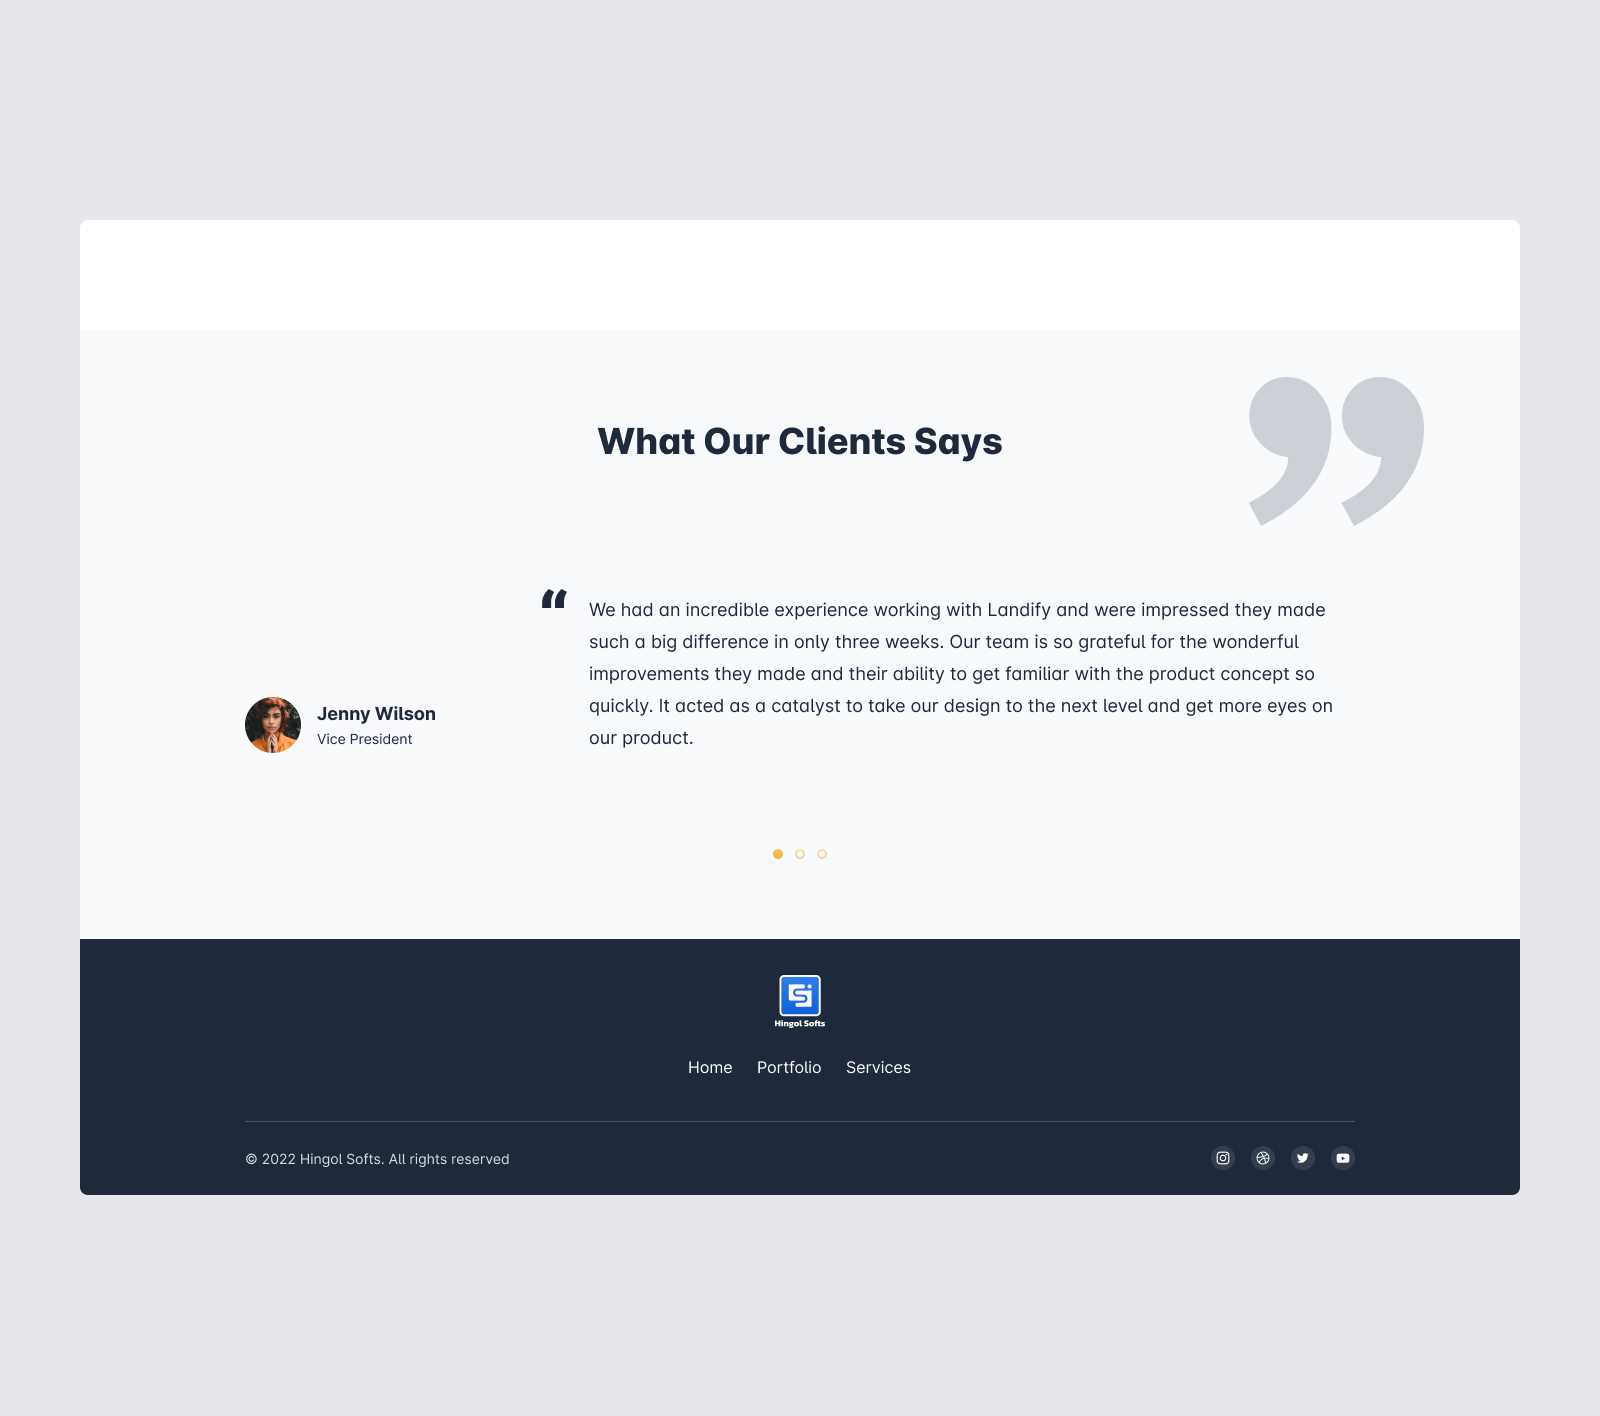 What Our Clients Says
”
“
We had an incredible experience working with Landify and were impressed they made
such a big difference in only three weeks. Our team is so grateful for the wonderful
improvements they made and their ability to get familiar with the product concept so
quickly. It acted as a catalyst to take our design to the next level and get more eyes on
our product.
Jenny Wilson
Vice President
Hingol Softs
Home Portfolio Services
© 2022 Hingol Softs. All rights reserved